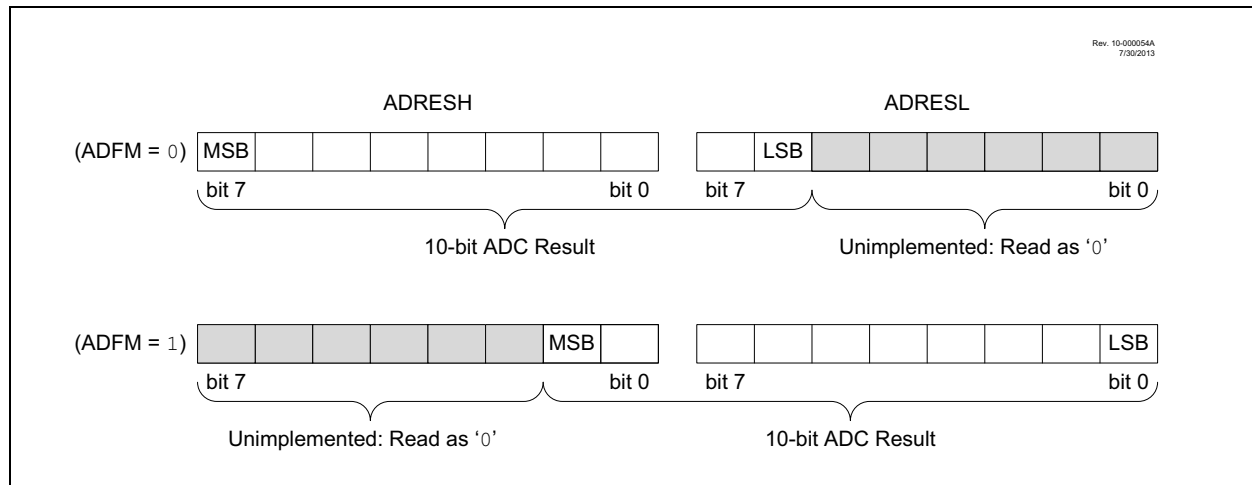 Rev. 10-000054A
7/30/2013
ADRESH ADRESL
(ADFM = 0) MSB LSB
bit 7 bit 0 bit 7 bit 0
10-bit ADC Result Unimplemented: Read as ‘0’
(ADFM = 1) MSB LSB
bit 7 bit 0 bit 7 bit 0
Unimplemented: Read as ‘0’ 10-bit ADC Result